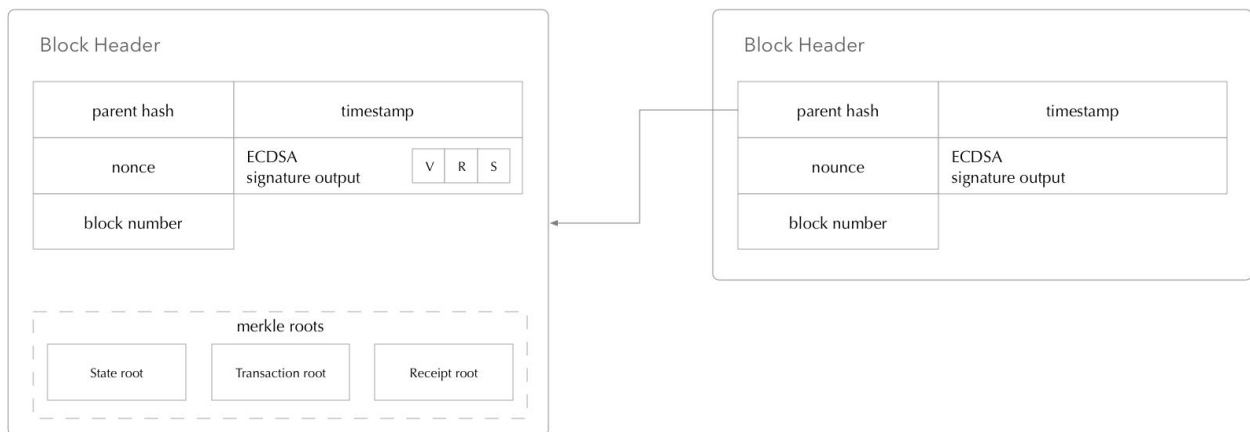 Block Header
parent hash
timestamp
nonce
ECDSA
signature output
V
R
S
block number
merkle roots
State root
Transaction root
Receipt root
Block Header
parent hash
timestamp
nounce
ECDSA
signature output
block number